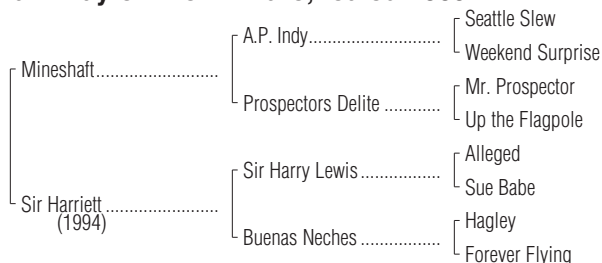 Seattle Slew
A.P. Indy
Weekend Surprise
Mineshaft
Mr. Prospector
Prospectors Delite
Up the Flagpole
Alleged
Sir Harry Lewis
Sue Babe
Sir Harriett
(1994)
Hagley
Buenas Neches
Forever Flying